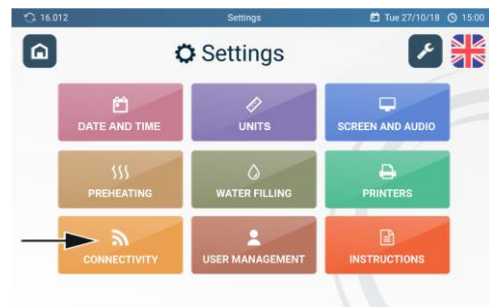 16.012 Settings Tue 27/10/18 15:00
Settings
DATE AND TIME UNITS SCREEN AND AUDIO
PREHEATING WATER FILLING PRINTERS
CONNECTIVITY USER MANAGEMENT INSTRUCTIONS